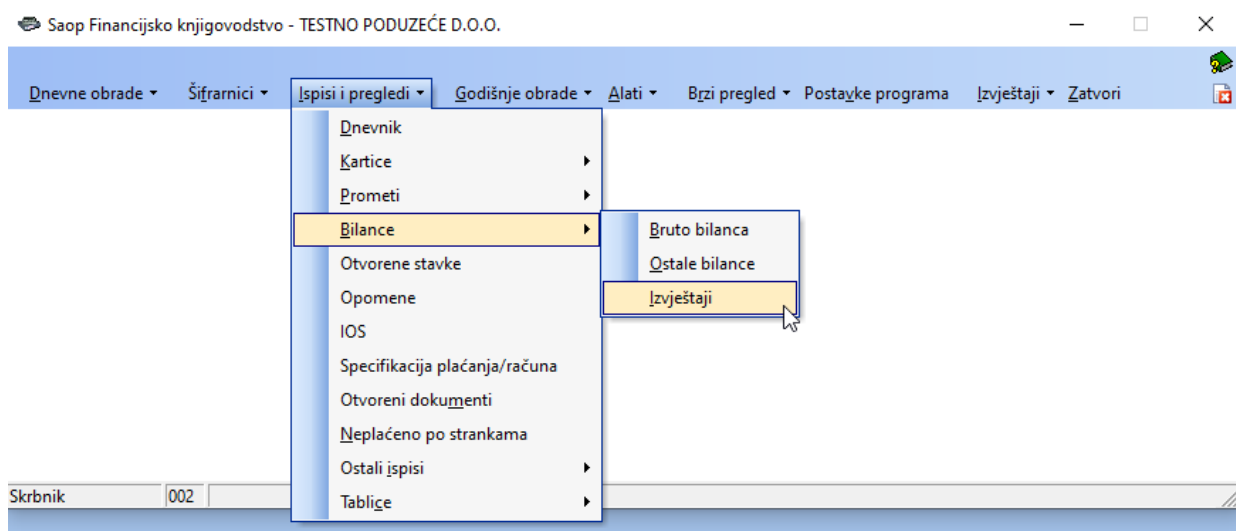 Saop Financijsko knjigovodstvo - TESTNO PODUZEĆE D.O.O.
Dnevne obrade Šifrarnici Ispisi i pregledi Godišnje obrade Alati Brzi pregled Postavke programa Izvještaji Zatvori
Dnevnik
Kartice
Prometi
Bilance
Bruto bilanca
Ostale bilance
Izvještaji
Otvorene stavke
Opomene
IOS
Specifikacija plaćanja/računa
Otvoreni dokumenti
Neplaćeno po strankama
Ostali ispisi
Tablice
Skrbnik 002